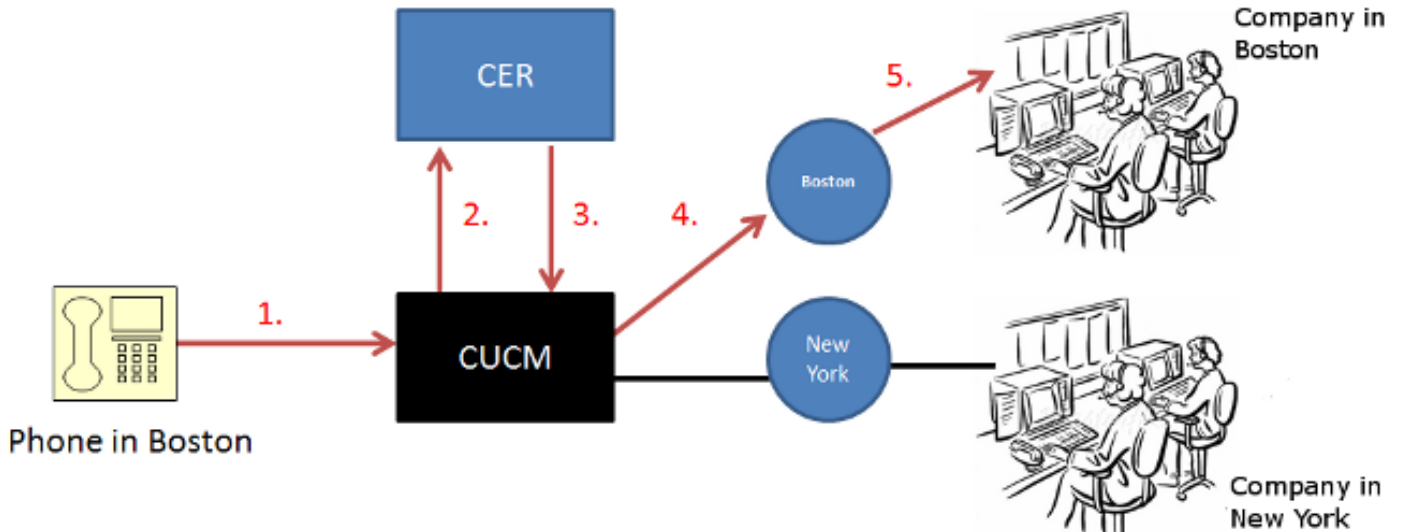 Company in
Boston
CER
5.
Boston
2.
3.
4.
1.
CUCM
New
York
Phone in Boston
Company in
New York